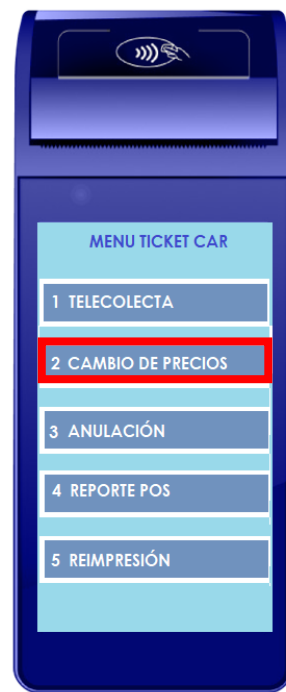 MENU TICKET CAR
1 TELECOLECTA
2 CAMBIO DE PRECIOS
3 ANULACIÓN
4 REPORTE POS
5 REIMPRESIÓN